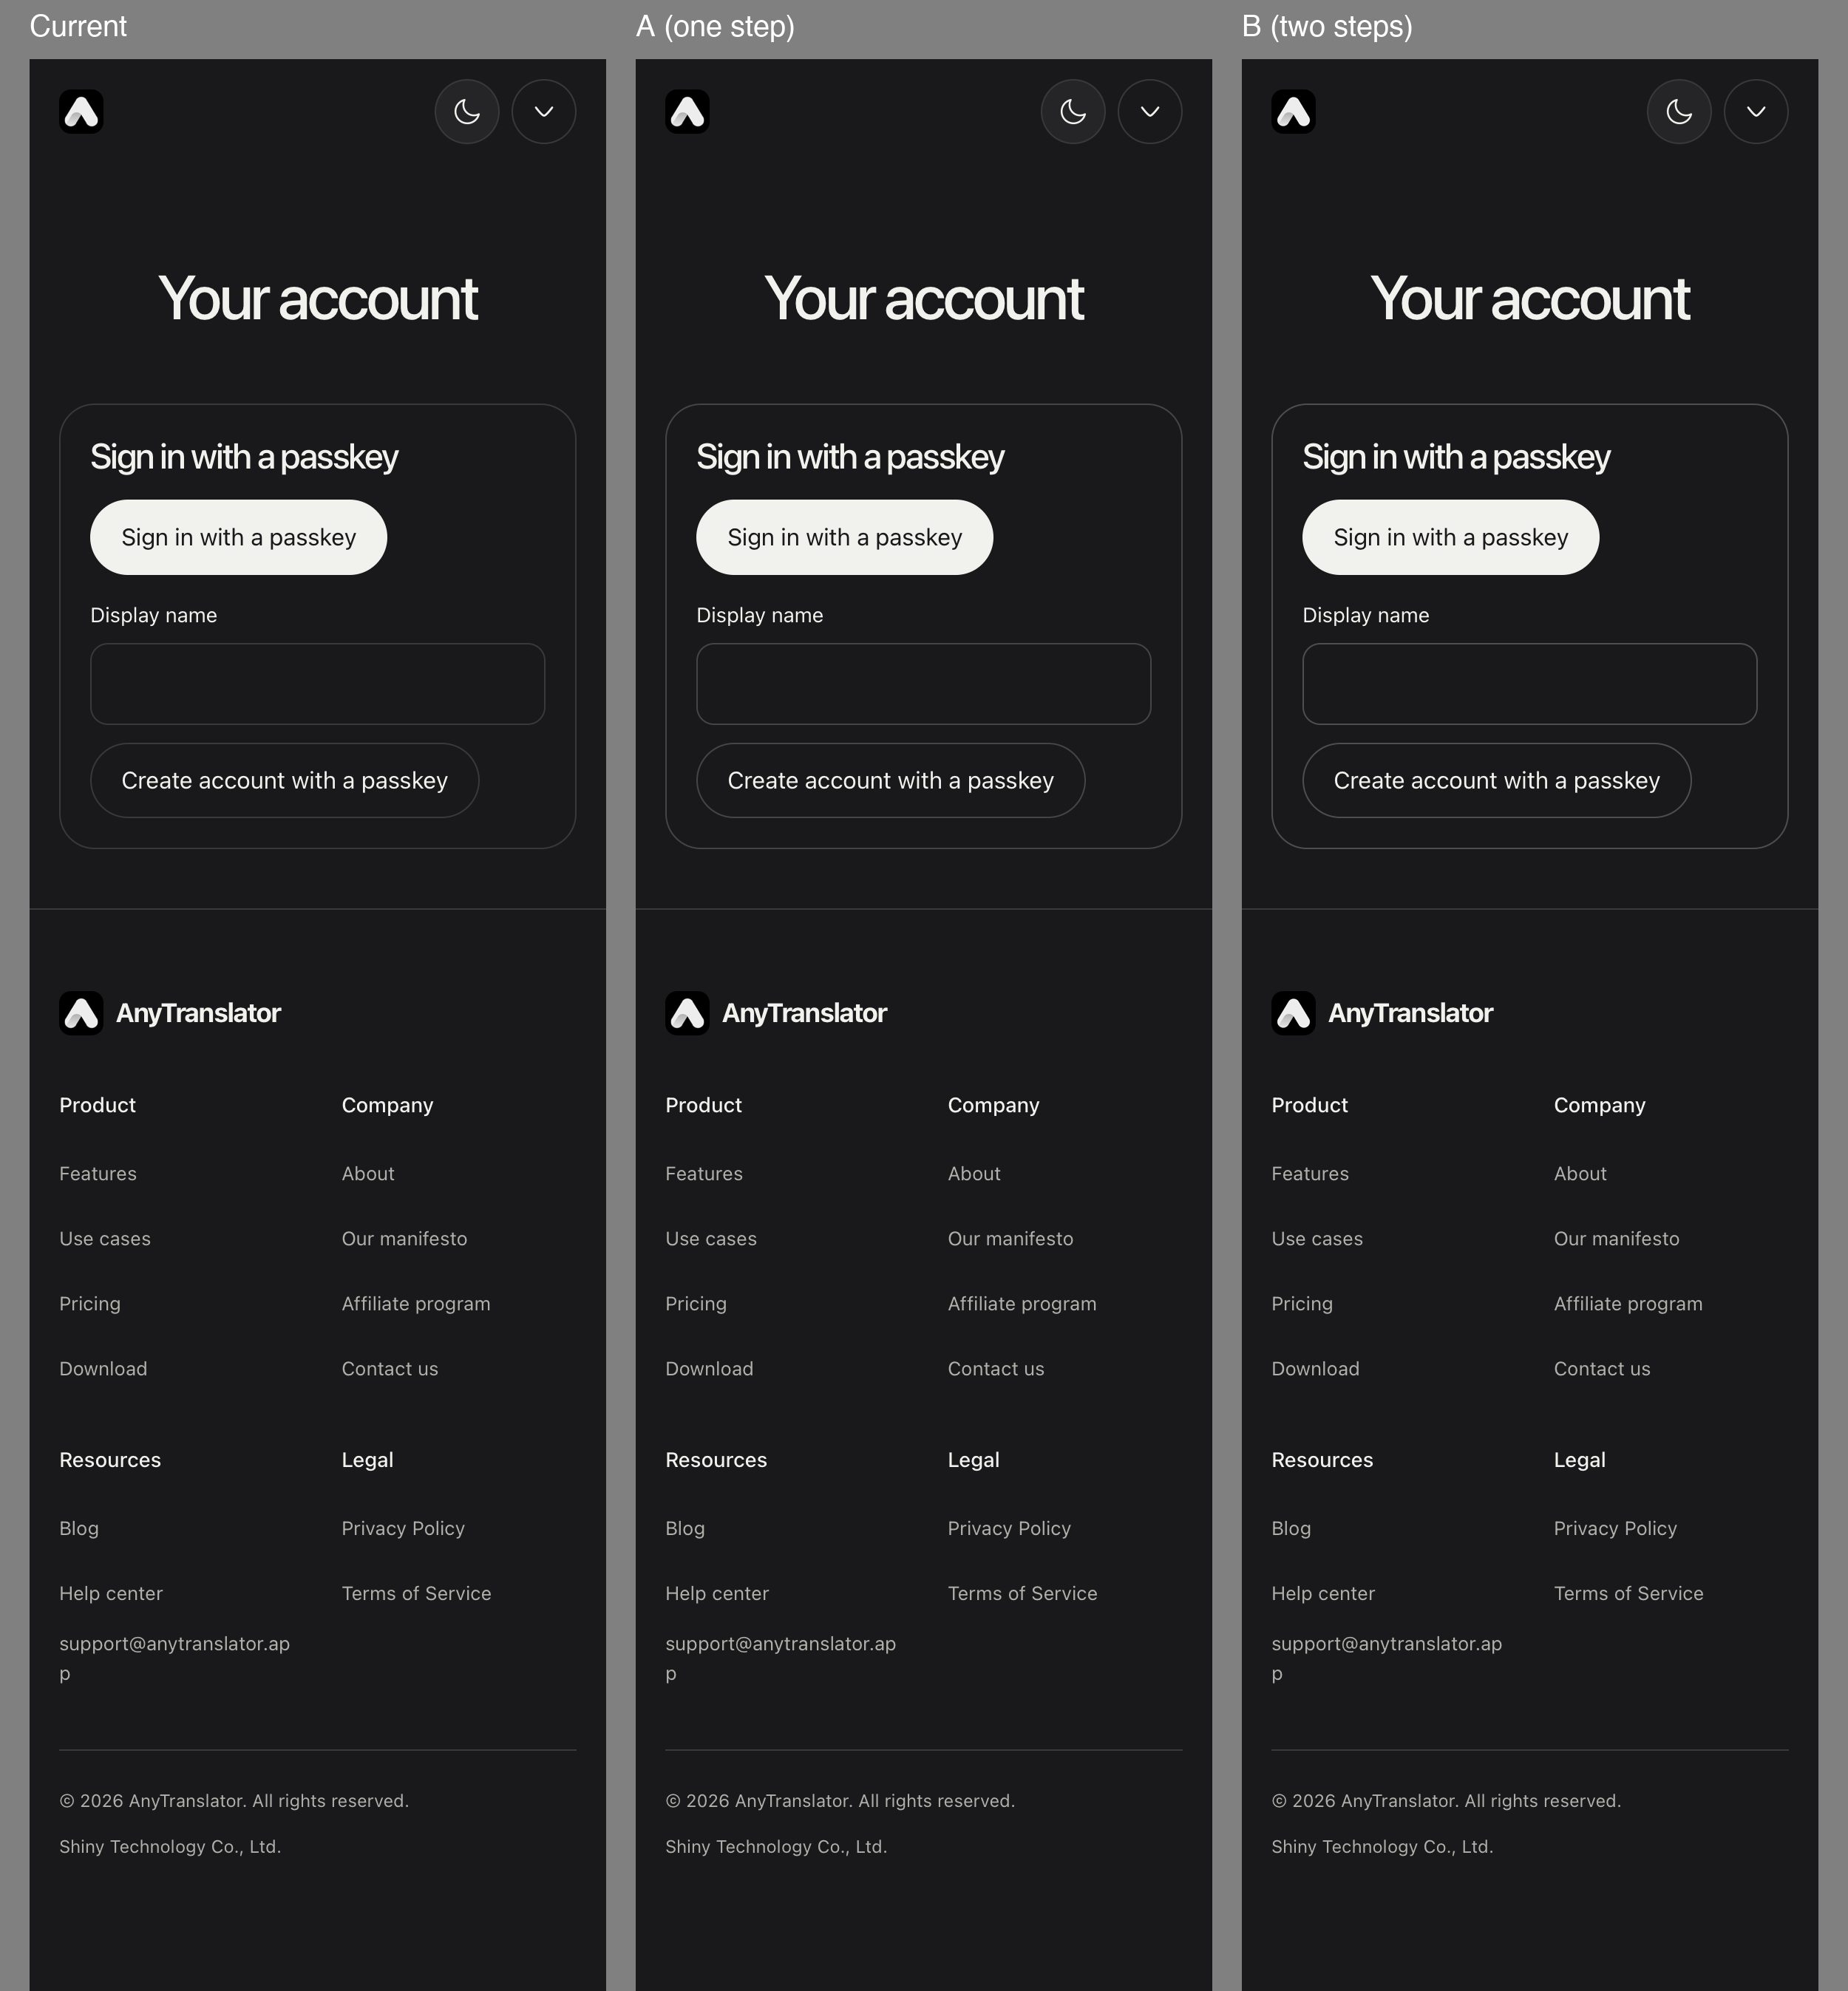 Current
Your account
Sign in with a passkey
Sign in with a passkey
Display name
Create account with a passkey
AnyTranslator
Product
Features
Use cases
Pricing
Download
Company
About
Our manifesto
Affiliate program
Contact us
Resources
Blog
Help center
support@anytranslator.ap
p
Legal
Privacy Policy
Terms of Service
© 2026 AnyTranslator. All rights reserved.
Shiny Technology Co., Ltd.
A (one step)
Your account
Sign in with a passkey
Sign in with a passkey
Display name
Create account with a passkey
AnyTranslator
Product
Features
Use cases
Pricing
Download
Company
About
Our manifesto
Affiliate program
Contact us
Resources
Blog
Help center
support@anytranslator.ap
p
Legal
Privacy Policy
Terms of Service
© 2026 AnyTranslator. All rights reserved.
Shiny Technology Co., Ltd.
B (two steps)
Your account
Sign in with a passkey
Sign in with a passkey
Display name
Create account with a passkey
AnyTranslator
Product
Features
Use cases
Pricing
Download
Company
About
Our manifesto
Affiliate program
Contact us
Resources
Blog
Help center
support@anytranslator.ap
p
Legal
Privacy Policy
Terms of Service
© 2026 AnyTranslator. All rights reserved.
Shiny Technology Co., Ltd.